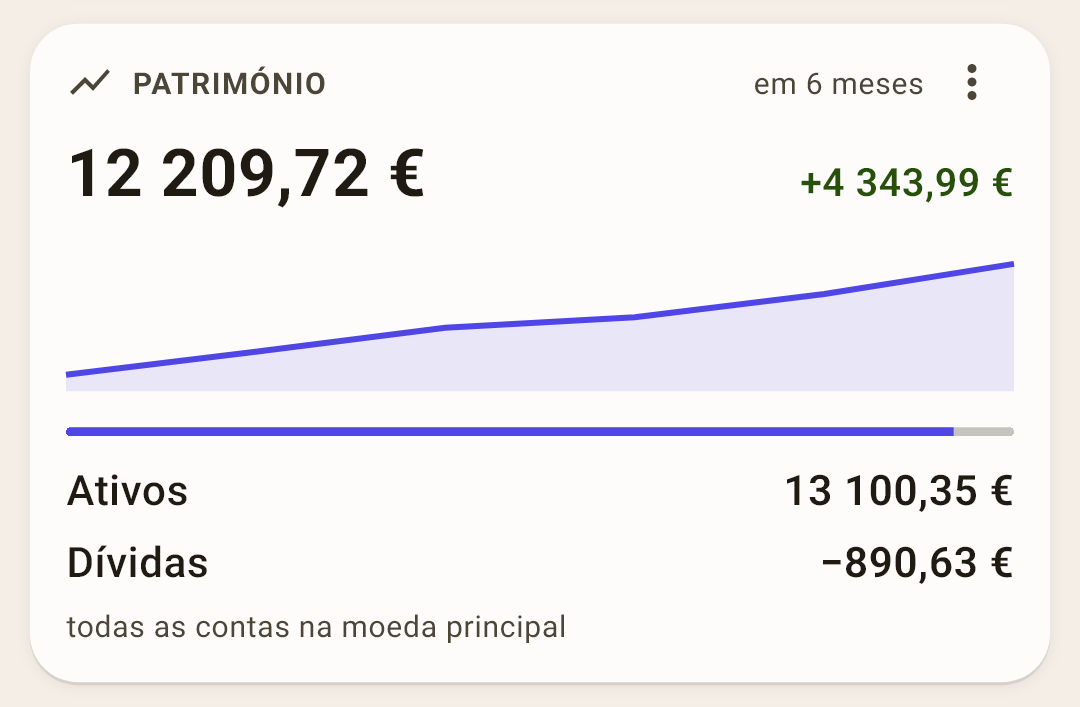 PATRIMÓNIO em 6 meses
12 209,72 € +4 343,99 €
Ativos 13 100,35 €
Dívidas −890,63 €
todas as contas na moeda principal